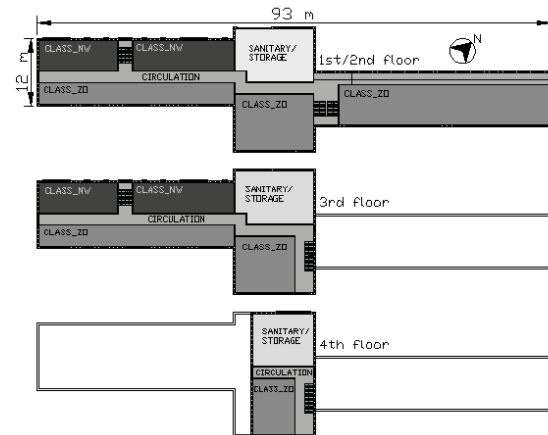 93 m
12 m
CLASS_NW
CLASS_NW
SANITARY/
STORAGE
1st/2nd floor
N
CIRCULATION
CLASS_ZO
CLASS_ZO
CLASS_ZO
CLASS_NW
CLASS_NW
SANITARY/
STORAGE
3rd floor
CIRCULATION
CLASS_ZO
CLASS_ZO
SANITARY/
STORAGE
4th floor
CIRCULATION
CLASS_ZO